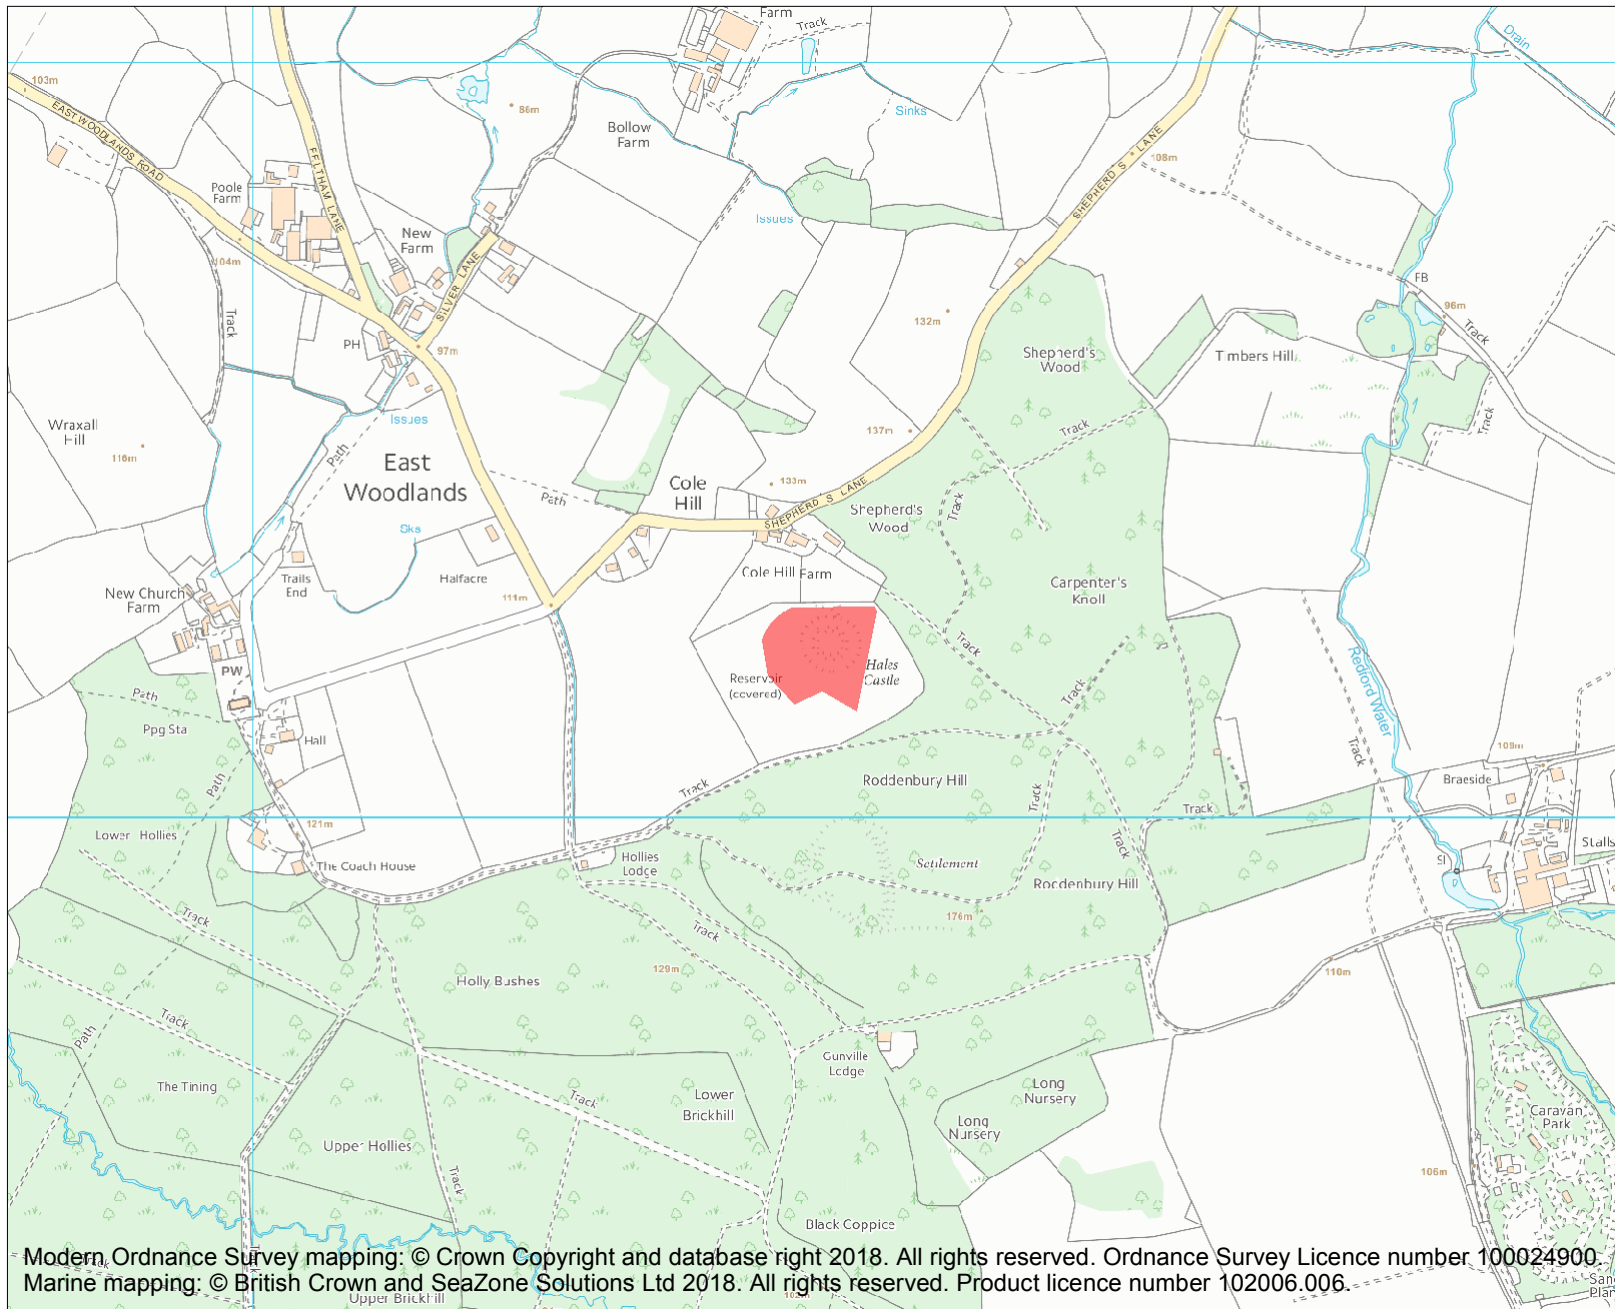 Farm
Track
Drain
103m
EASTWOODLANDS ROAD
86m
Sinks
Bollow
Farm
SHEPHERD'S LANE
108m
FELTHAM LANE
Poole
Farm
Issues
New
Farm
104m
SILVER LANE
FB
96m
Track
Track
132m
PH
97m
Shepherd's
Wood
Timbers Hill
Issues
Wraxall
Hill
116m
Path
137m
Track
Track
East
Woodlands
Path
Cole
Hill
133m
SHEPHERD'S LANE
Shepherd's
Wood
Track
Sks
Halfacre
Trails
End
New Church
Farm
111m
Cole Hill Farm
Carpenter's
Knoll
Track
PW
Hales
Castle
Reservoir
(covered)
Track
Redford Water
Path
Ppg Sta
Hall
Track
109m
Braeside
Path
Track
Roddenbury Hill
Track
Track
Track
Lower Hollies
121m
The Coach House
Hollies
Lodge
Settlement
Roddenbury Hill
Sl
Stalls
176m
Track
Track
129m
Holly Bushes
110m
Track
Path
Gunville
Lodge
The Tining
Track
Lower
Brickhill
Long
Nursery
Long
Nursery
Caravan
Park
Upper Hollies
Track
106m
Black Coppice
Track
Modern Ordnance Survey mapping: © Crown Copyright and database right 2018. All rights reserved. Ordnance Survey Licence number 100024900.
Marine mapping: © British Crown and SeaZone Solutions Ltd 2018. All rights reserved. Product licence number 102006.006.
Upper Brickhill